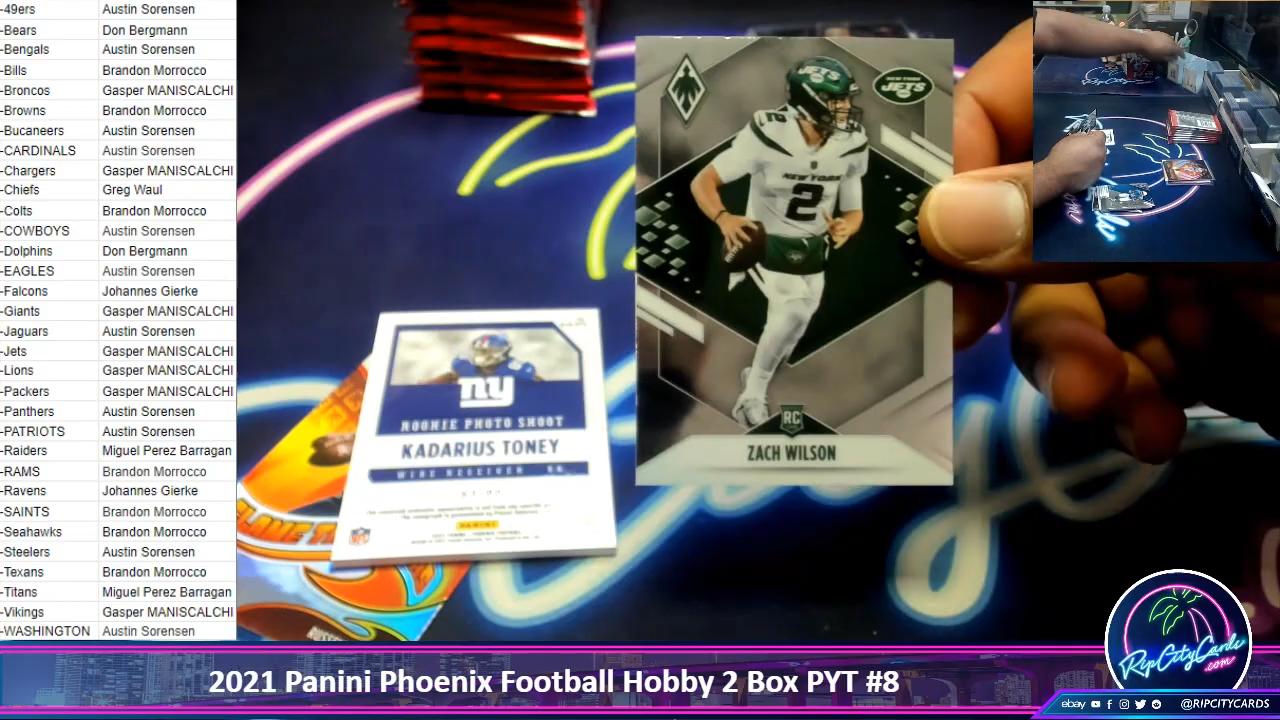 -49ers Austin Sorensen
-Bears Don Bergmann
-Bengals Austin Sorensen
-Bills Brandon Morrocco
-Broncos Gasper MANISCALCHI
-Browns Brandon Morrocco
-Bucaneers Austin Sorensen
-CARDINALS Austin Sorensen
-Chargers Gasper MANISCALCHI
-Chiefs Greg Waul
-Colts Brandon Morrocco
-COWBOYS Austin Sorensen
-Dolphins Don Bergmann
-EAGLES Austin Sorensen
-Falcons Johannes Gierke
-Giants Gasper MANISCALCHI
-Jaguars Austin Sorensen
-Jets Gasper MANISCALCHI
-Lions Gasper MANISCALCHI
-Packers Gasper MANISCALCHI
-Panthers Austin Sorensen
-PATRIOTS Austin Sorensen
-Raiders Miguel Perez Barragan
-RAMS Brandon Morrocco
-Ravens Johannes Gierke
-SAINTS Brandon Morrocco
-Seahawks Brandon Morrocco
-Steelers Austin Sorensen
-Texans Brandon Morrocco
-Titans Miguel Perez Barragan
-Vikings Gasper MANISCALCHI
-WASHINGTON Austin Sorensen
JETS
NEW YORK
JETS
2
NEW YORK
2
RC
ZACH WILSON
ny
ROOKIE PHOTO SHOOT
KADARIUS TONEY
WIDE RECEIVER
PANINI
2021 Panini Phoenix Football Hobby 2 Box PYT #8
RipCityCards
.com
ebay @RIPCITYCARDS